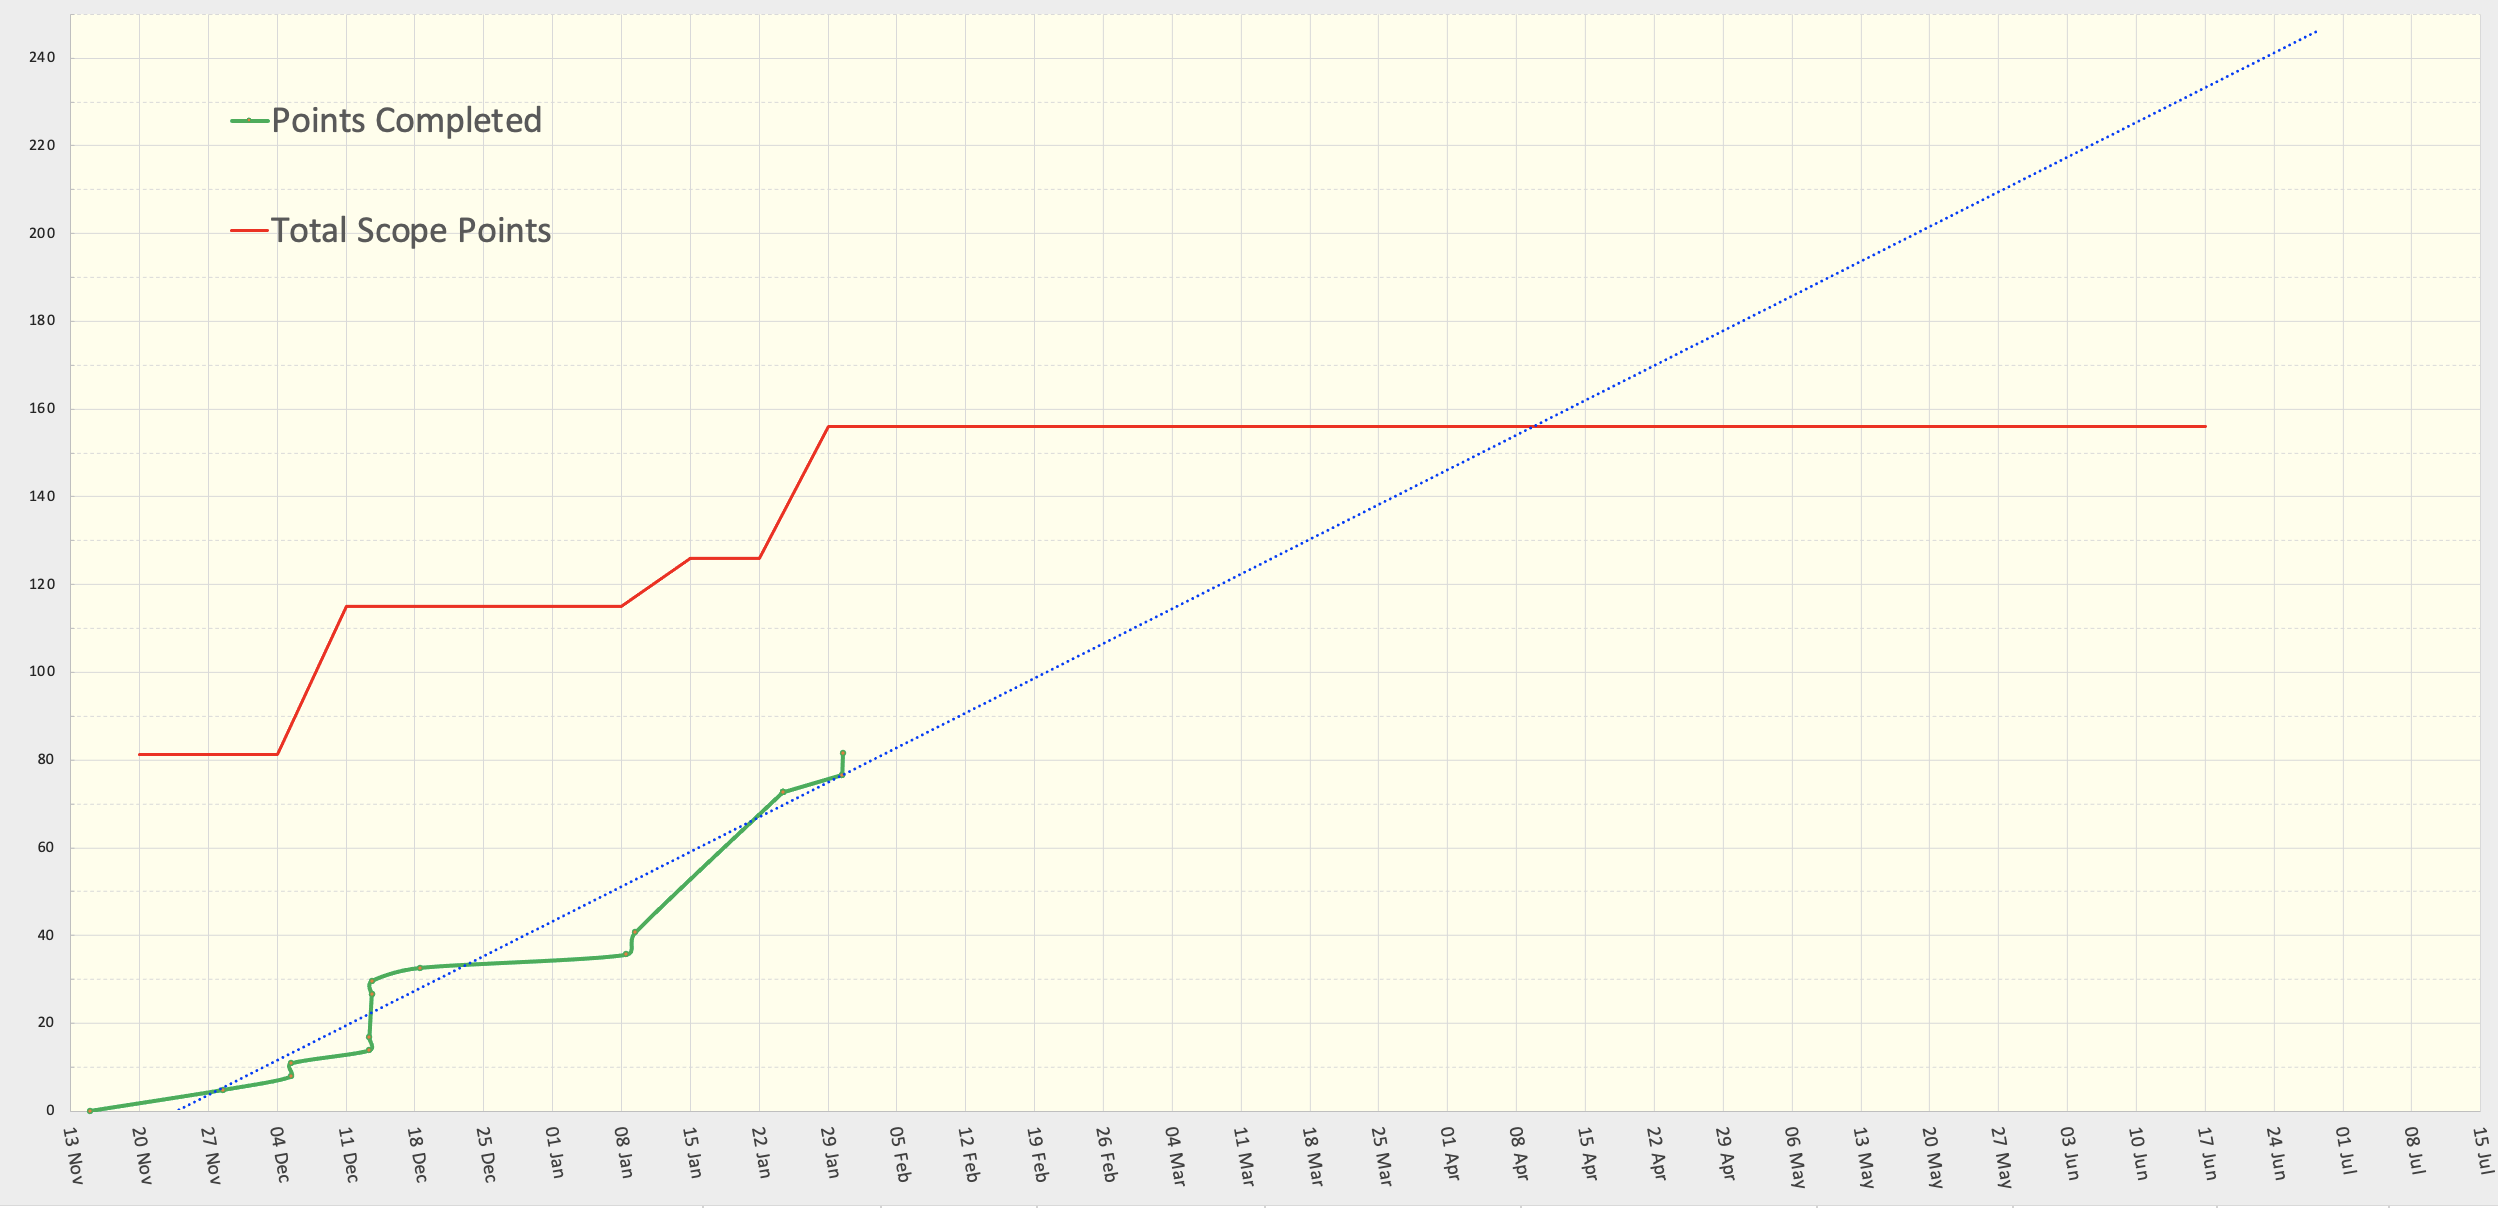 240
Points Completed
220
Total Scope Points
200
180
160
140
120
100
80
60
40
20
0
13 Nov
20 Nov
27 Nov
04 Dec
11 Dec
18 Dec
25 Dec
01 Jan
08 Jan
15 Jan
22 Jan
29 Jan
05 Feb
12 Feb
19 Feb
26 Feb
04 Mar
11 Mar
18 Mar
25 Mar
01 Apr
08 Apr
15 Apr
22 Apr
29 Apr
06 May
13 May
20 May
27 May
03 Jun
10 Jun
17 Jun
24 Jun
01 Jul
08 Jul
15 Jul